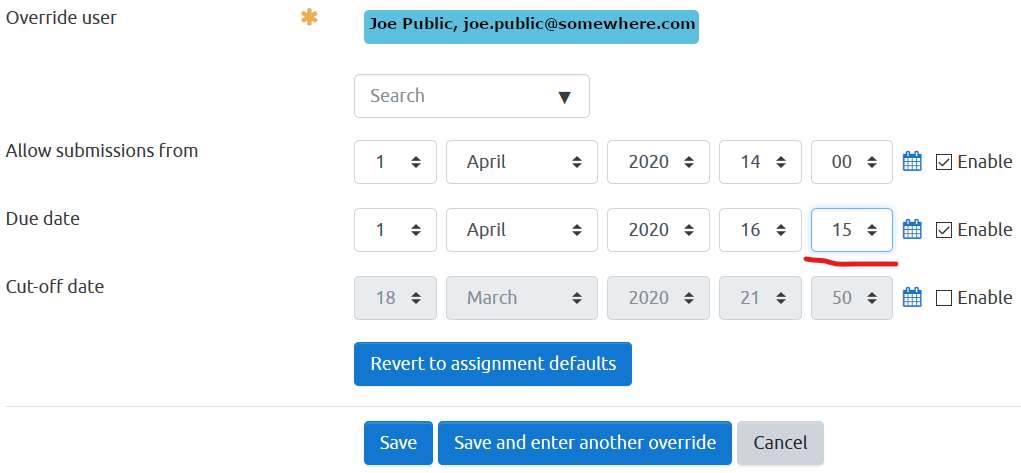 Override user
Joe Public, joe.public@somewhere.com
Search
Allow submissions from 1 April 2020 14 00 Enable
Due date 1 April 2020 16 15 Enable
Cut-off date 18 March 2020 21 50 Enable
Revert to assignment defaults
Save Save and enter another override Cancel